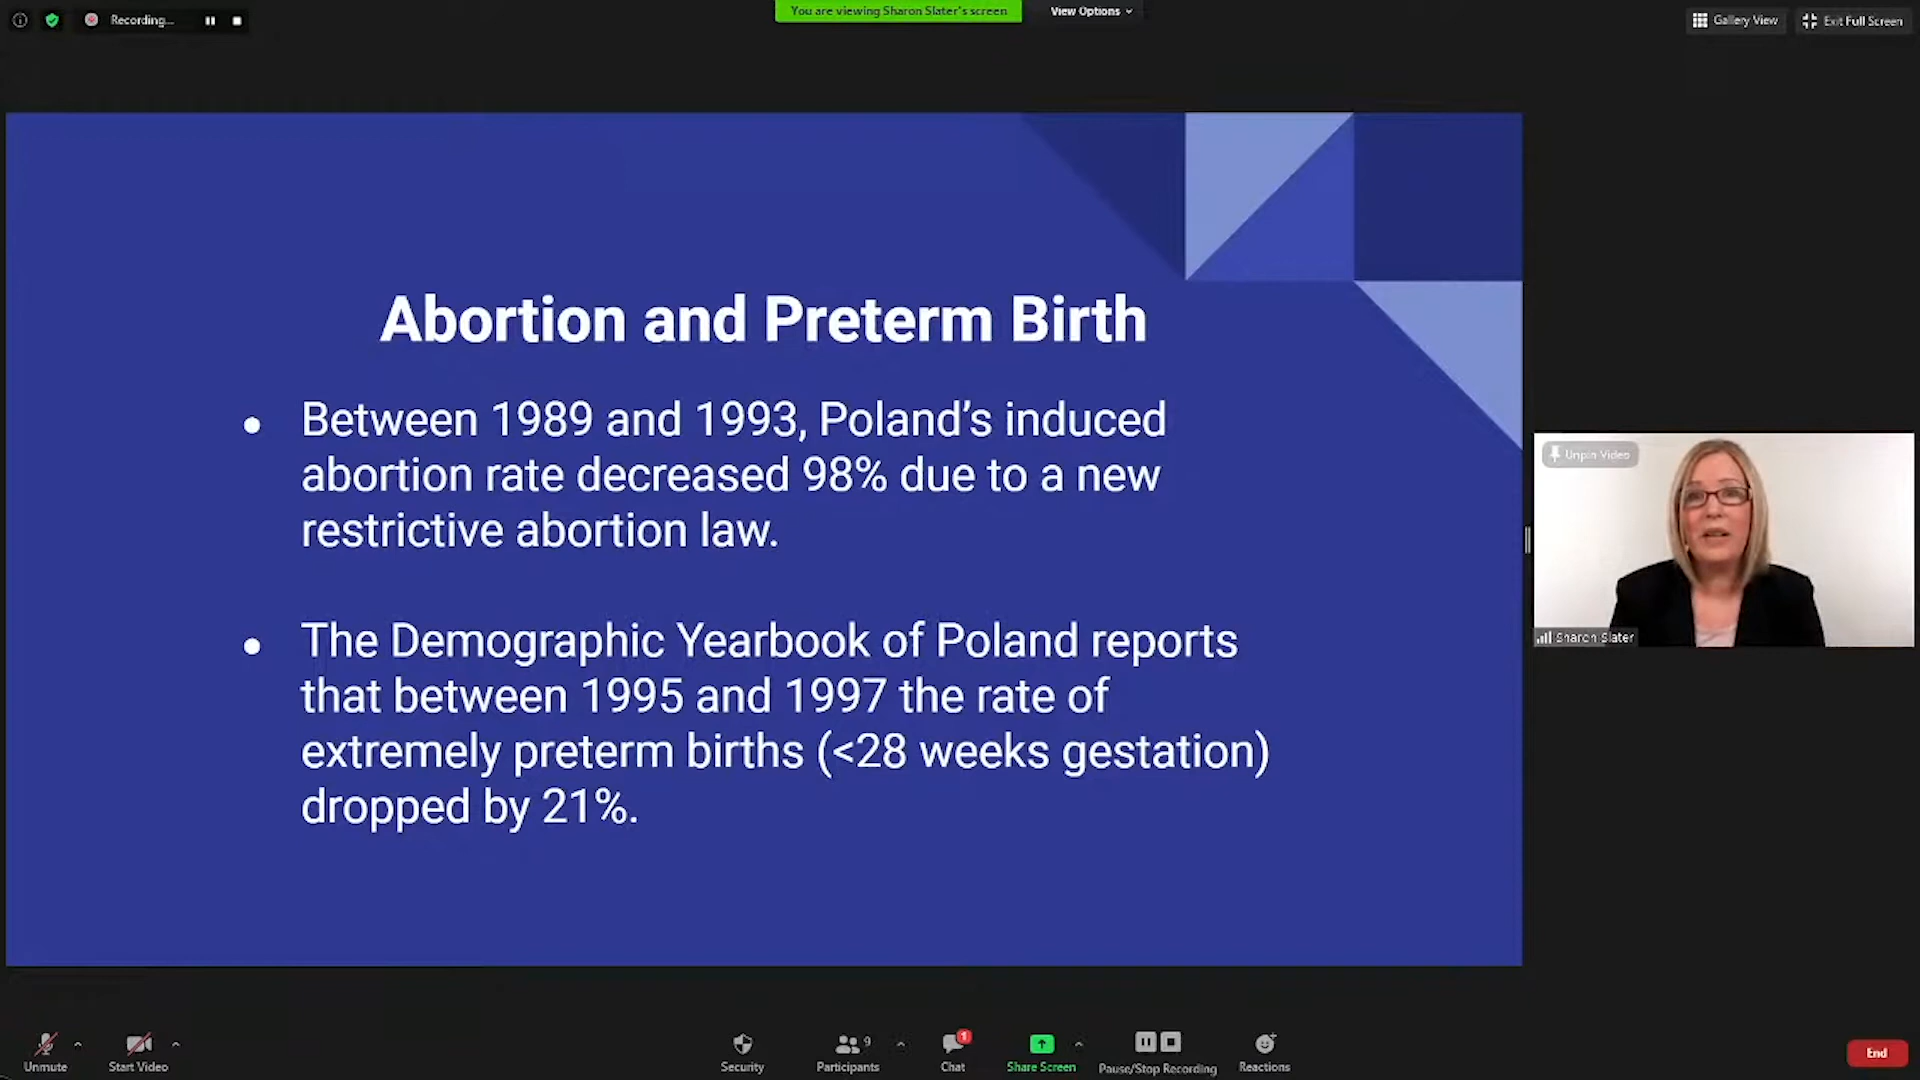 Recording...
You are viewing Sharon Slater's screen
View Options
Gallery View
Exit Full Screen
Abortion and Preterm Birth
• Between 1989 and 1993, Poland's induced
abortion rate decreased 98% due to a new
restrictive abortion law.
• The Demographic Yearbook of Poland reports
that between 1995 and 1997 the rate of
extremely preterm births (<28 weeks gestation)
dropped by 21%.
Unpin Video
Sharon Slater
Unmute
Start Video
Security
Participants
9
Chat
1
Share Screen
Pause/Stop Recording
Reactions
End